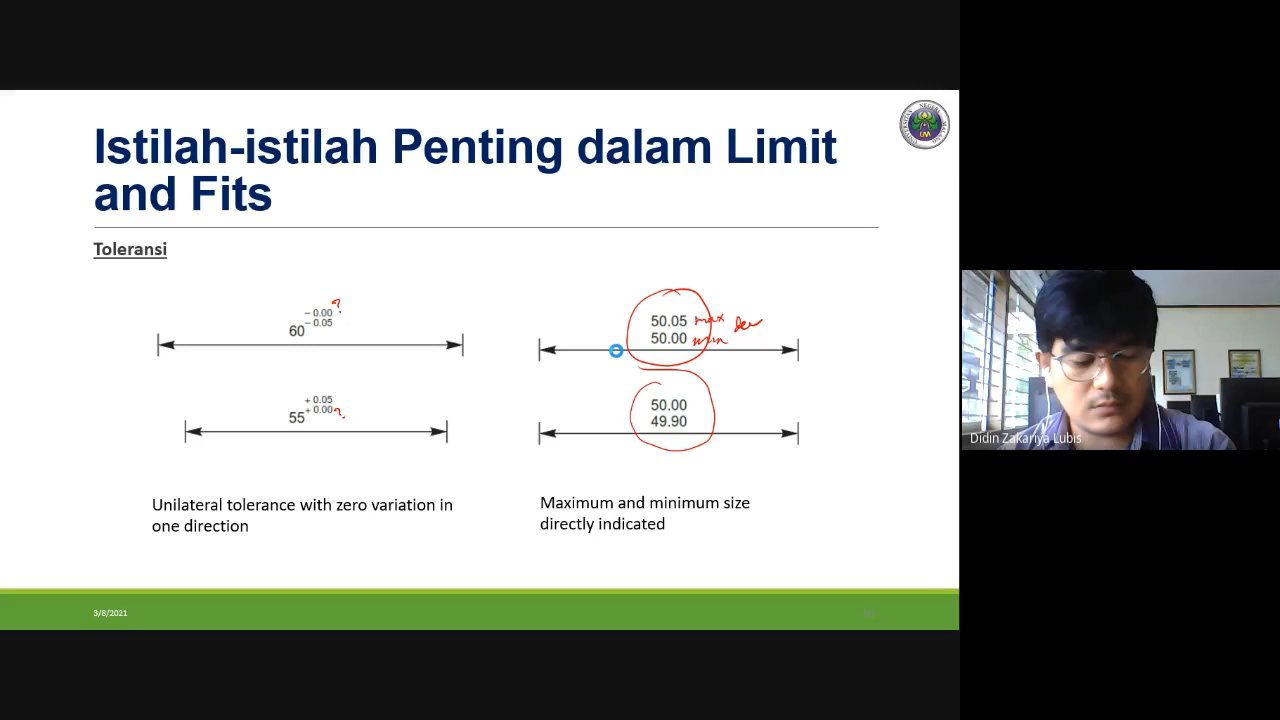 Istilah-istilah Penting dalam Limit
and Fits
Toleransi
− 0.00 ?
60 − 0.05
+ 0.05
55 + 0.00 ?
50.05 max
50.00 min
50.00
49.90
Unilateral tolerance with zero variation in
one direction
Maximum and minimum size
directly indicated
3/8/2021
Didin Zakariya Lubis